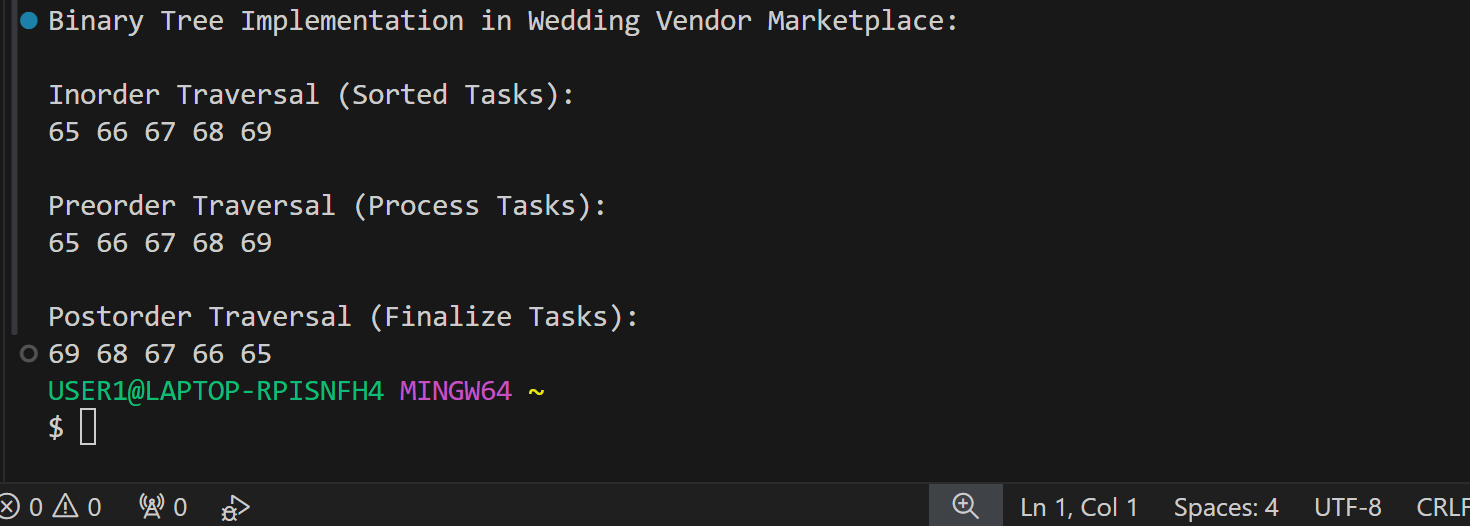 Binary Tree Implementation in Wedding Vendor Marketplace:
Inorder Traversal (Sorted Tasks):
65 66 67 68 69
Preorder Traversal (Process Tasks):
65 66 67 68 69
Postorder Traversal (Finalize Tasks):
69 68 67 66 65
USER1@LAPTOP-RPISNFH4 MINGW64 ~
$
0 0 0 Ln 1, Col 1 Spaces: 4 UTF-8 CRLF